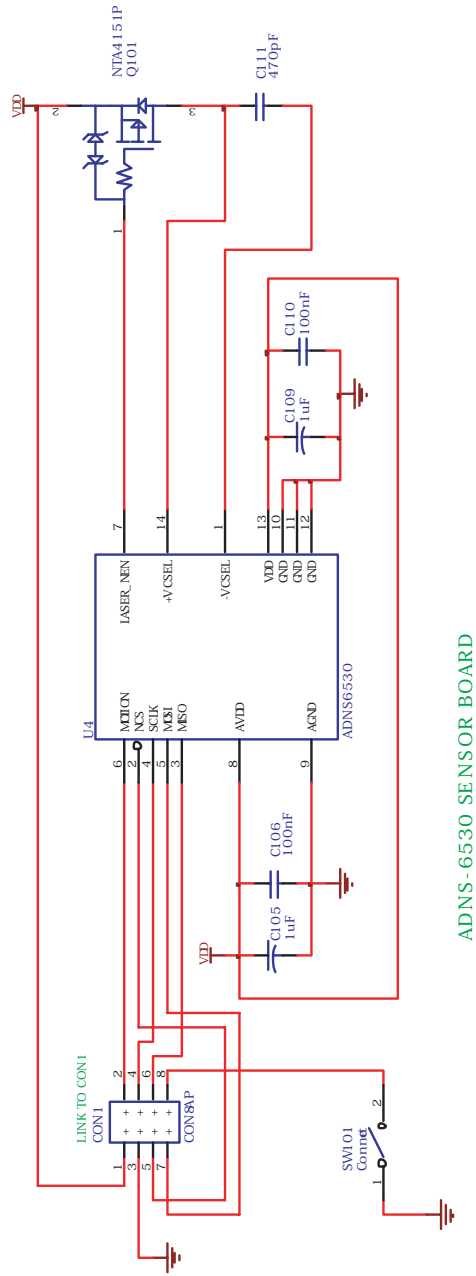 LINK TO CON1
CON1
1
2
3
4
5
6
7
8
CON8AP
SW101
Connect
1
2
VDD
C105
1uF
C106
100nF
U4
6
MOTION
2
NCS
4
SCLK
5
MOSI
3
MISO
8
AVDD
9
AGND
LASER_NEN
7
+VCSEL
14
-VCSEL
1
VDD
13
GND
10
GND
11
GND
12
ADNS6530
C109
1uF
C110
100nF
VDD
2
1
3
NTA4151P
Q101
C111
470pF
ADNS-6530 SENSOR BOARD